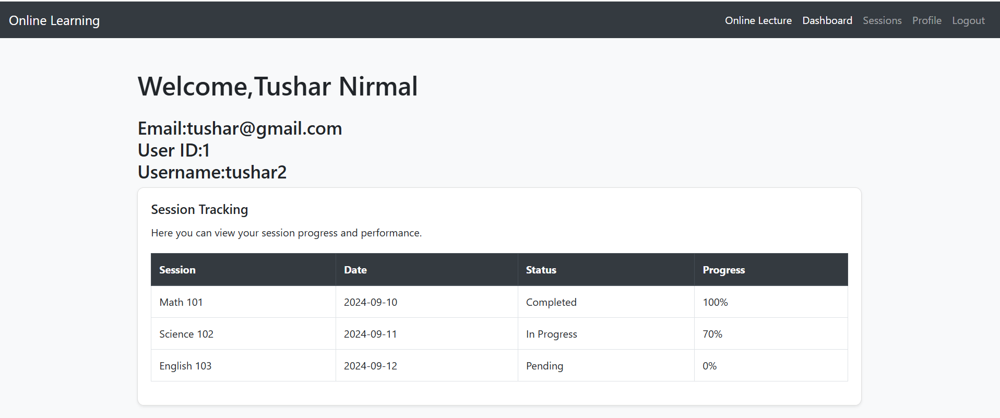 Online Learning Online Lecture Dashboard Sessions Profile Logout
Welcome,Tushar Nirmal
Email:tushar@gmail.com
User ID:1
Username:tushar2
Session Tracking
Here you can view your session progress and performance.
Session Date Status Progress
Math 101 2024-09-10 Completed 100%
Science 102 2024-09-11 In Progress 70%
English 103 2024-09-12 Pending 0%